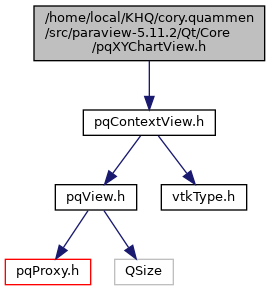 /home/local/KHQ/cory.quammen
/src/paraview-5.11.2/Qt/Core
/pqXYChartView.h
pqContextView.h
pqView.h
vtkType.h
pqProxy.h
QSize